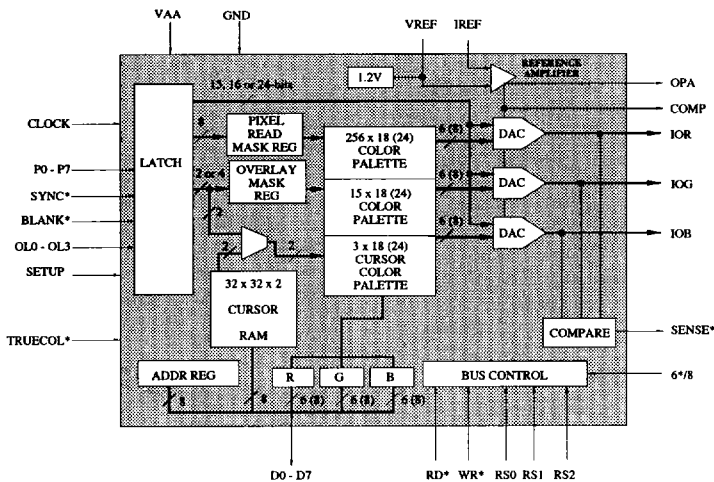 VAA
GND
VREF
IREF
1.2V
REFERENCE
AMPLIFIER
OPA
COMP
15, 16 or 24-bits
CLOCK
P0 - P7
SYNC*
BLANK*
OL0 - OL3
SETUP
TRUECOL*
LATCH
8
PIXEL
READ
MASK REG
2 or 4
OVERLAY
MASK
REG
2
2
2
256 x 18 (24)
COLOR
PALETTE
15 x 18 (24)
COLOR
PALETTE
3 x 18 (24)
CURSOR
COLOR
PALETTE
6 (8)
6 (8)
6 (8)
DAC
DAC
DAC
IOR
IOG
IOB
32 x 32 x 2
CURSOR
RAM
COMPARE
SENSE*
ADDR REG
R
G
B
BUS CONTROL
6*/8
8
8
6 (8)
6 (8)
6 (8)
D0 - D7
RD*
WR*
RS0
RS1
RS2